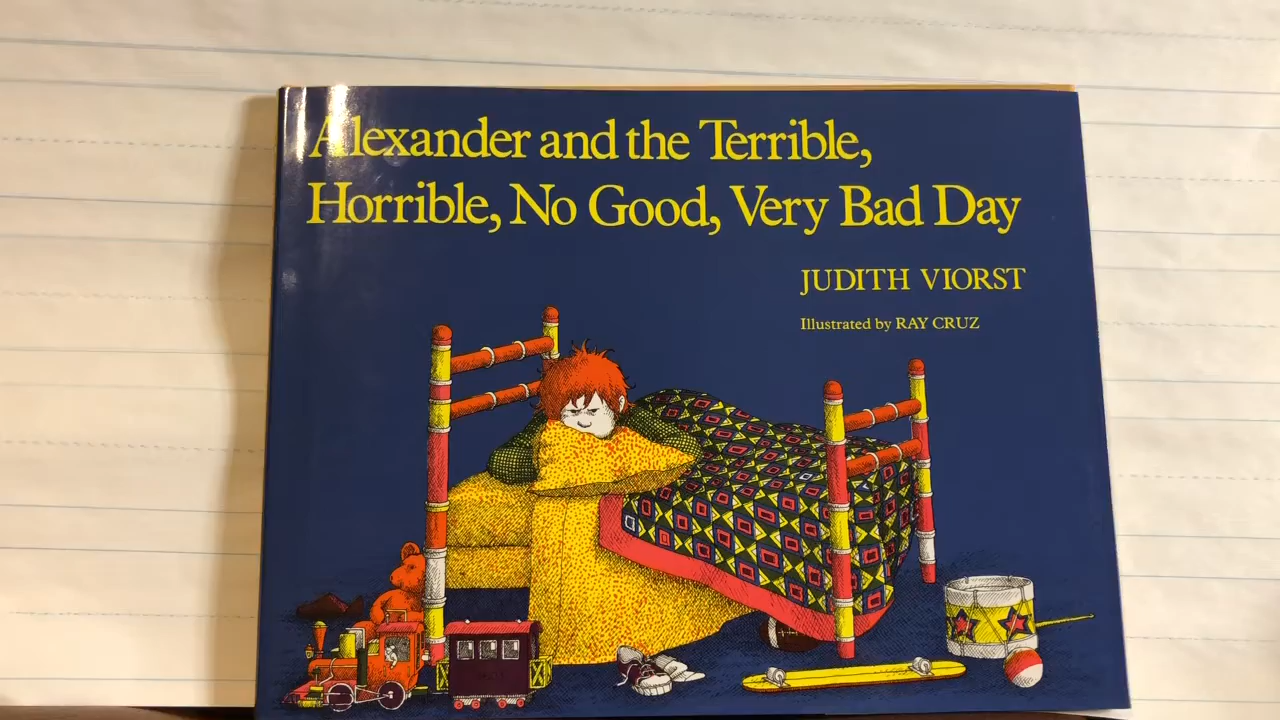 Alexander and the Terrible,
Horrible, No Good, Very Bad Day
JUDITH VIORST
Illustrated by RAY CRUZ